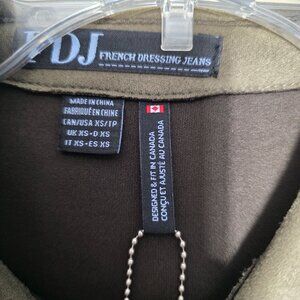 FDJ FRENCH DRESSING JEANS
MADE IN CHINA
FABRIQUÉ EN CHINE
CAN/USA XS/TP
UK XS-D XS
IT XS-ES XS
DESIGNED & FIT IN CANADA
CONÇU ET AJUSTÉ AU CANADA